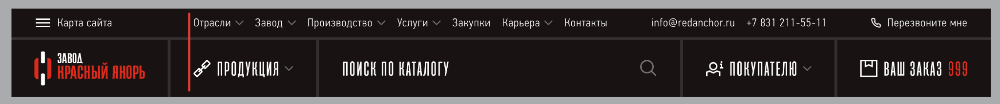 Карта сайта Отрасли Завод Производство Услуги Закупки Карьера Контакты info@redanchor.ru +7 831 211-55-11 Перезвоните мне
ЗАВОД
КРАСНЫЙ ЯКОРЬ
ПРОДУКЦИЯ ПОИСК ПО КАТАЛОГУ ПОКУПАТЕЛЮ ВАШ ЗАКАЗ 999